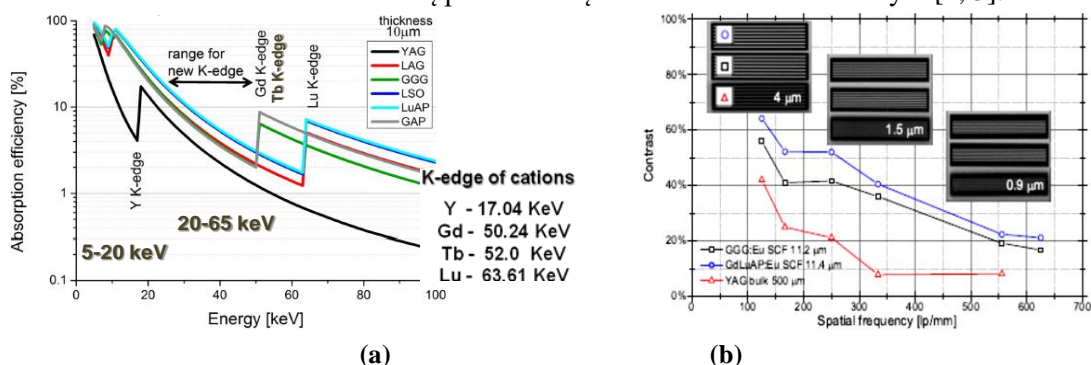 thickness
10µm
YAG
LAG
GGG
LSO
LuAP
GAP
range for
new K-edge
Gd K-edge
Tb K-edge
Lu K-edge
Y K-edge
Absorption efficiency [%]
100
10
1
0.1
5-20 keV
20-65 keV
K-edge of cations
Y - 17.04 KeV
Gd - 50.24 KeV
Tb - 52.0 KeV
Lu - 63.61 KeV
0 20 40 60 80 100
Energy [keV]
(a)
100%
80%
60%
40%
20%
0%
Contrast
4 µm
1.5 µm
0.9 µm
GGG:Eu SCF 11.2 µm
GdLuAP:Eu SCF 11.4 µm
YAG bulk 500 µm
0 100 200 300 400 500 600 700
Spatial frequency [lp/mm]
(b)